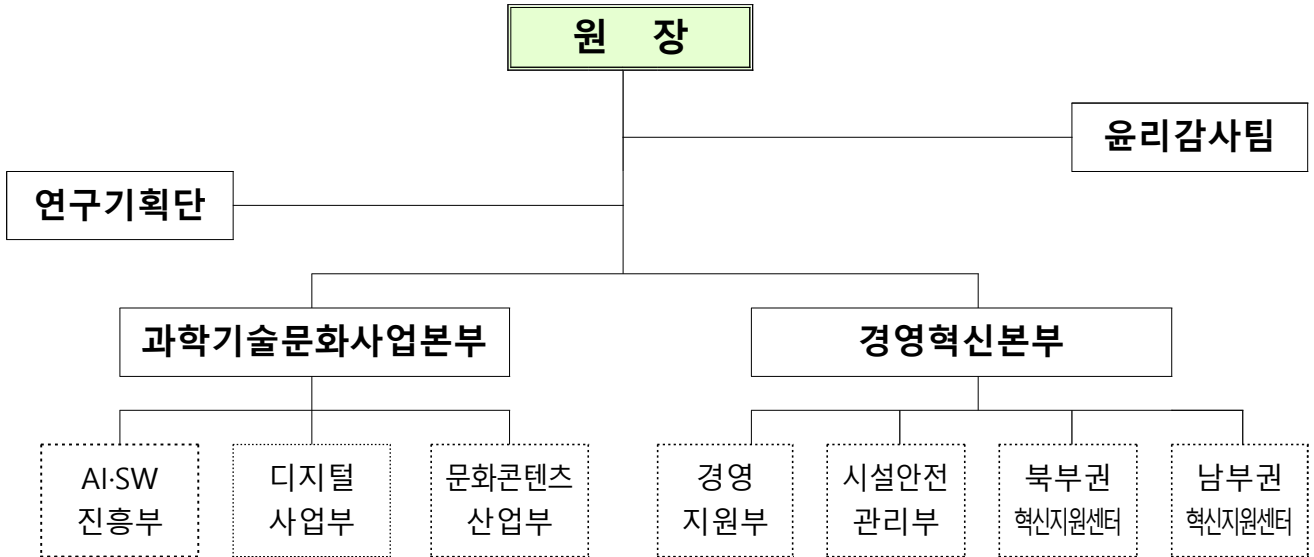 원 장
윤리감사팀
연구기획단
과학기술문화사업본부
경영혁신본부
AI·SW
진흥부
디지털
사업부
문화콘텐츠
산업부
경영
지원부
시설안전
관리부
북부권
혁신지원센터
남부권
혁신지원센터